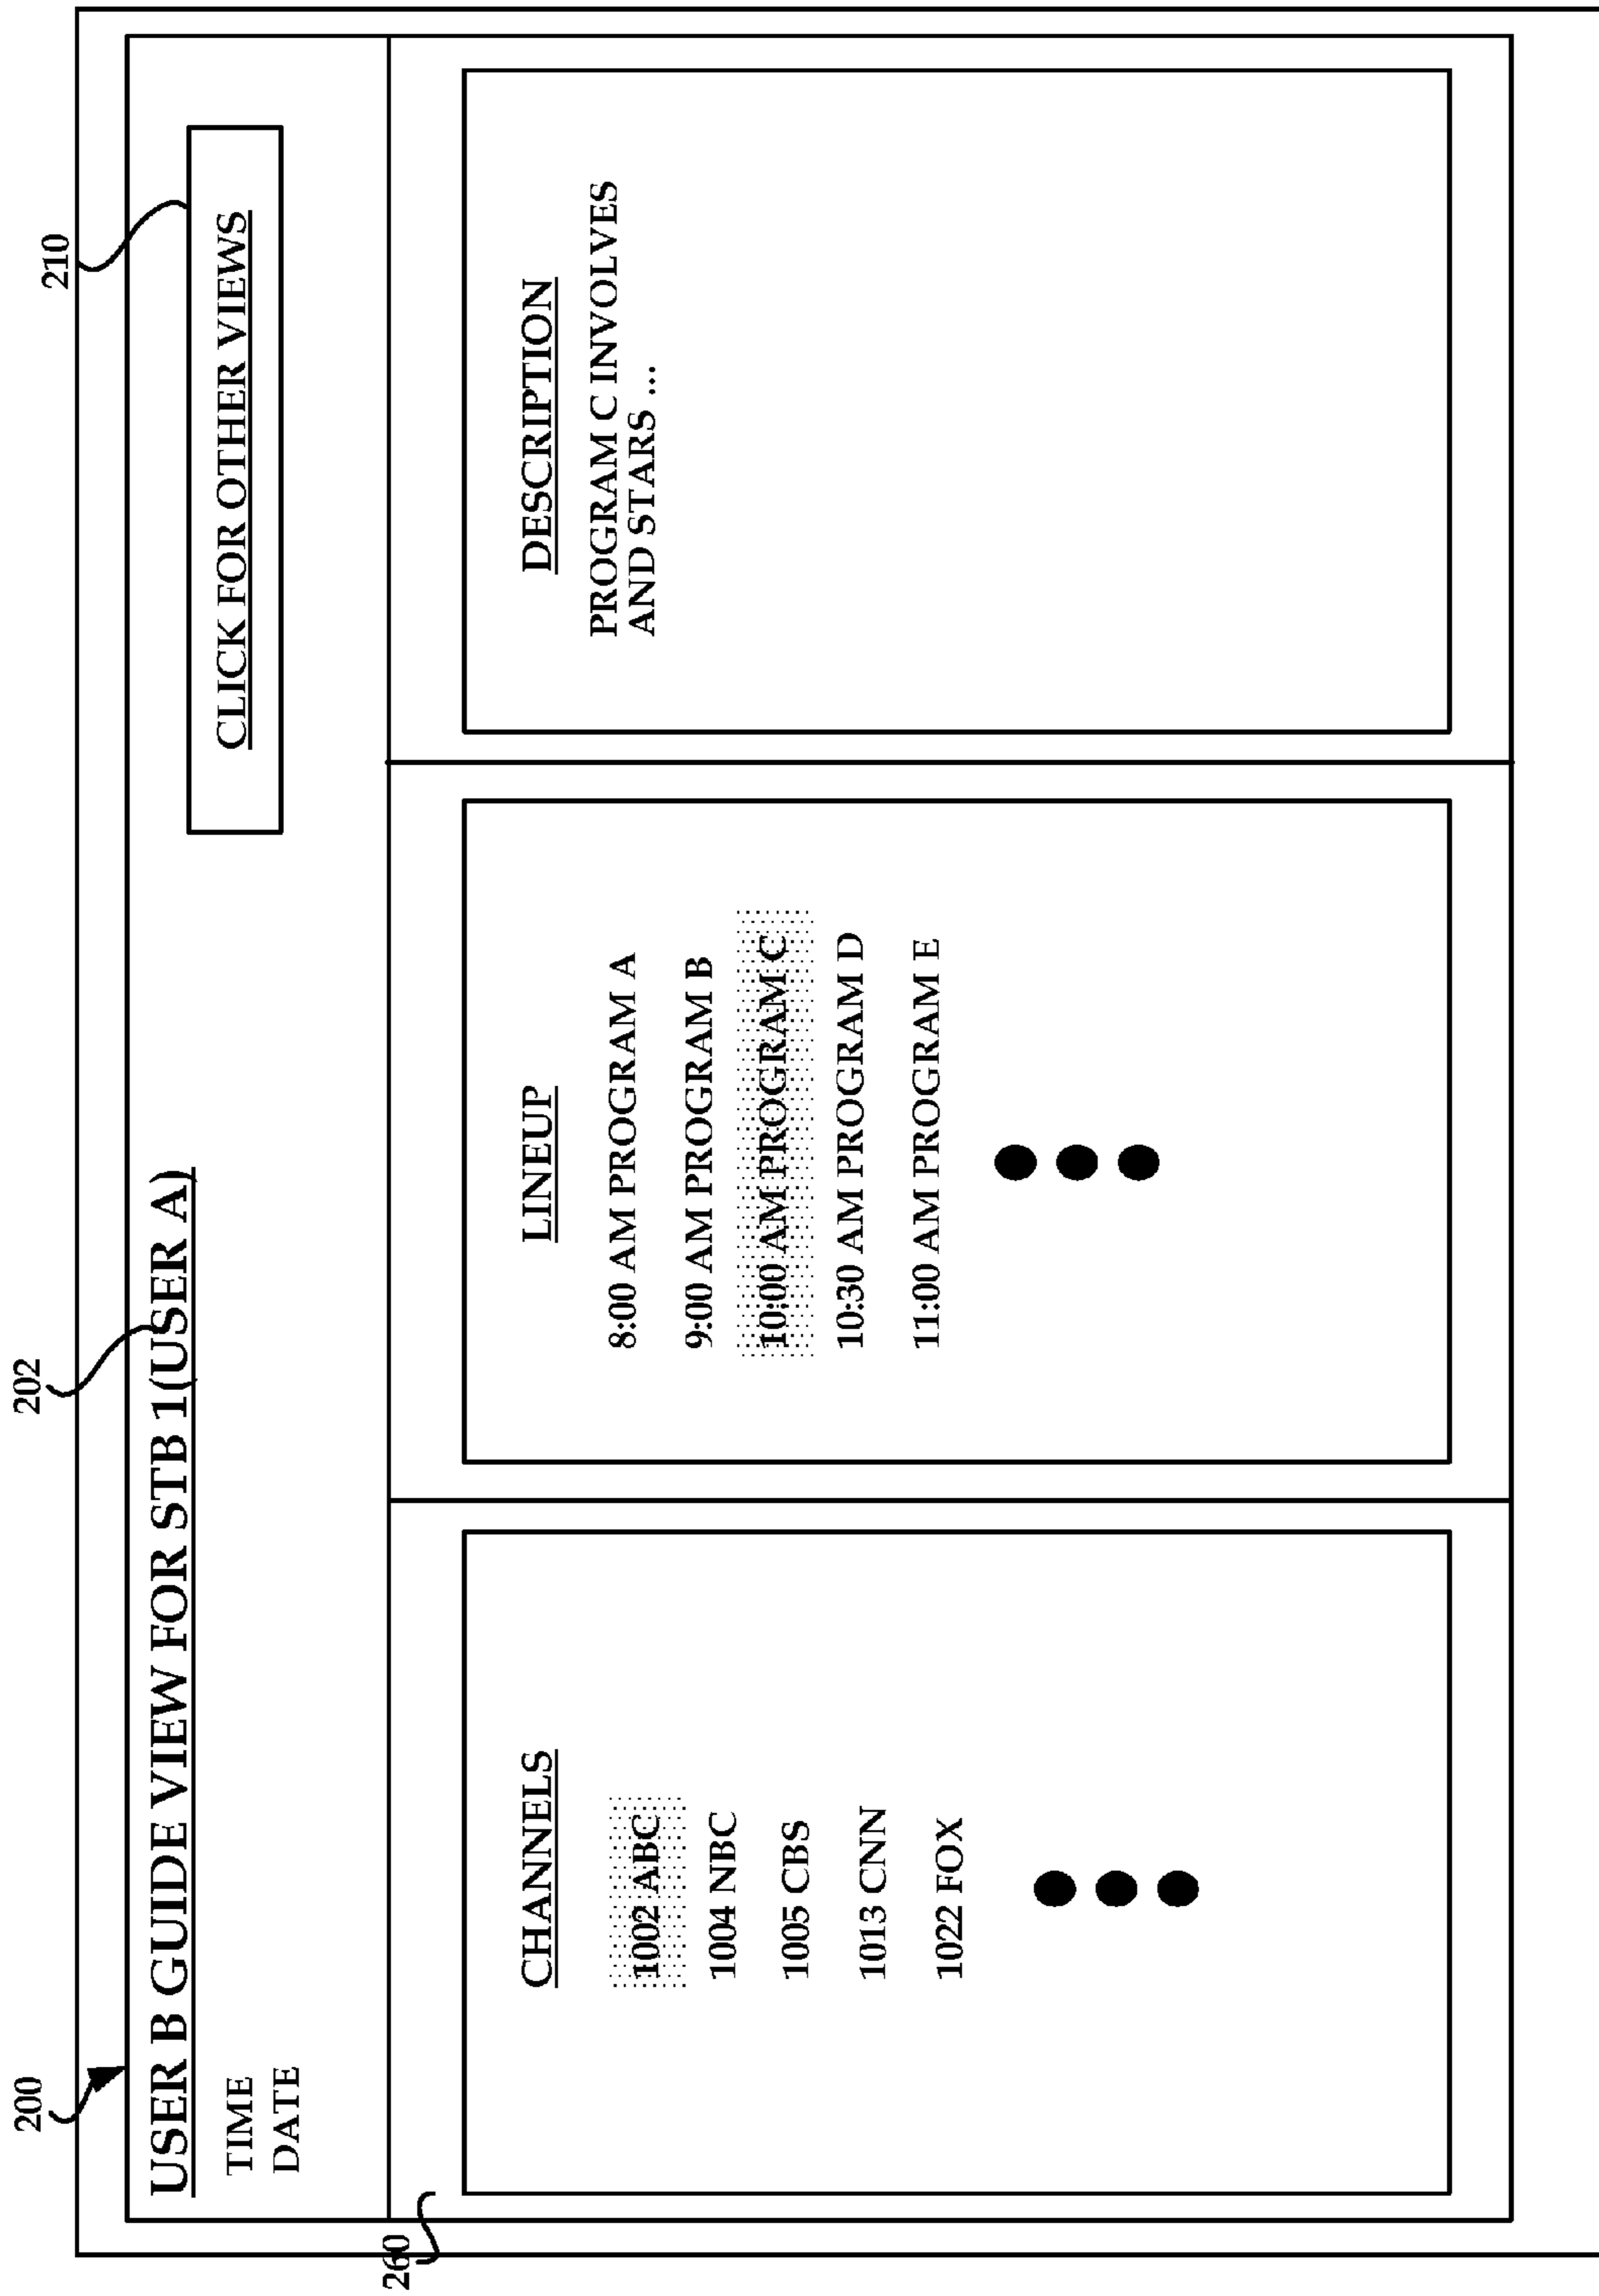 200
202
210
USER B GUIDE VIEW FOR STB 1(USER A)
TIME
DATE
CLICK FOR OTHER VIEWS
260
CHANNELS
1002 ABC
1004 NBC
1005 CBS
1013 CNN
1022 FOX
LINEUP
8:00 AM PROGRAM A
9:00 AM PROGRAM B
10:00 AM PROGRAM C
10:30 AM PROGRAM D
11:00 AM PROGRAM E
DESCRIPTION
PROGRAM C INVOLVES
AND STARS ...